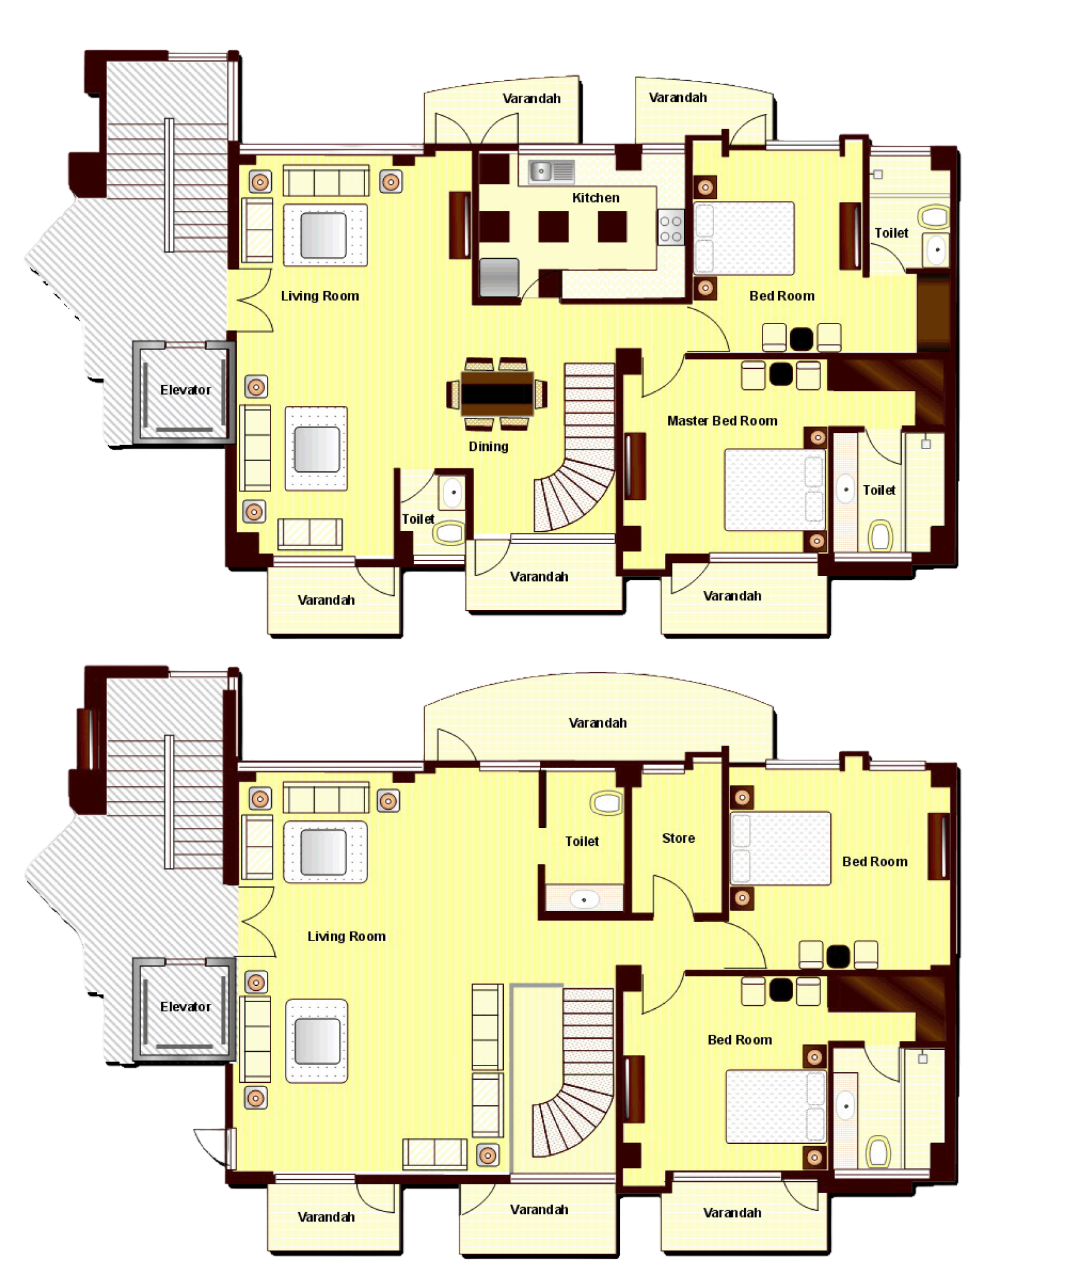 Varandah
Varandah
Kitchen
Toilet
Living Room
Bed Room
Elevator
Master Bed Room
Dining
Toilet
Toilet
Varandah
Varandah
Varandah
Varandah
Toilet
Store
Bed Room
Living Room
Elevator
Bed Room
Varandah
Varandah
Varandah